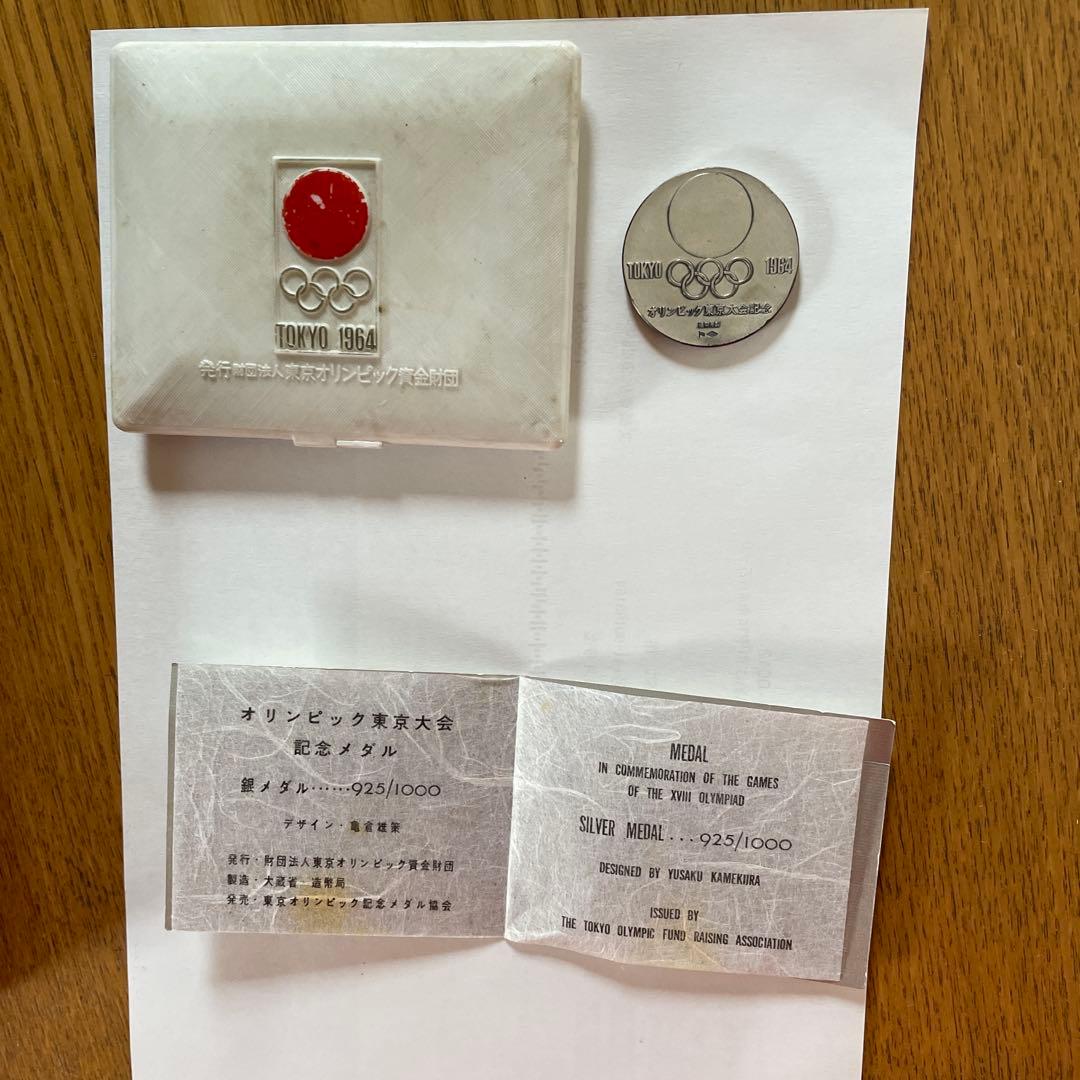 TOKYO 1964
発行財団法人東京オリンピック資金財団
TOKYO 1964
オリンピック東京大会記念
オリンピック東京大会
記念メダル
銀メダル……925/1000
デザイン・亀倉雄策
発行・財団法人東京オリンピック資金財団
製造・大蔵省 造幣局
発売・東京オリンピック記念メダル協会
MEDAL
IN COMMEMORATION OF THE GAMES
OF THE XVIII OLYMPIAD
SILVER MEDAL...925/1000
DESIGNED BY YUSAKU KAMEKURA
ISSUED BY
THE TOKYO OLYMPIC FUND RAISING ASSOCIATION